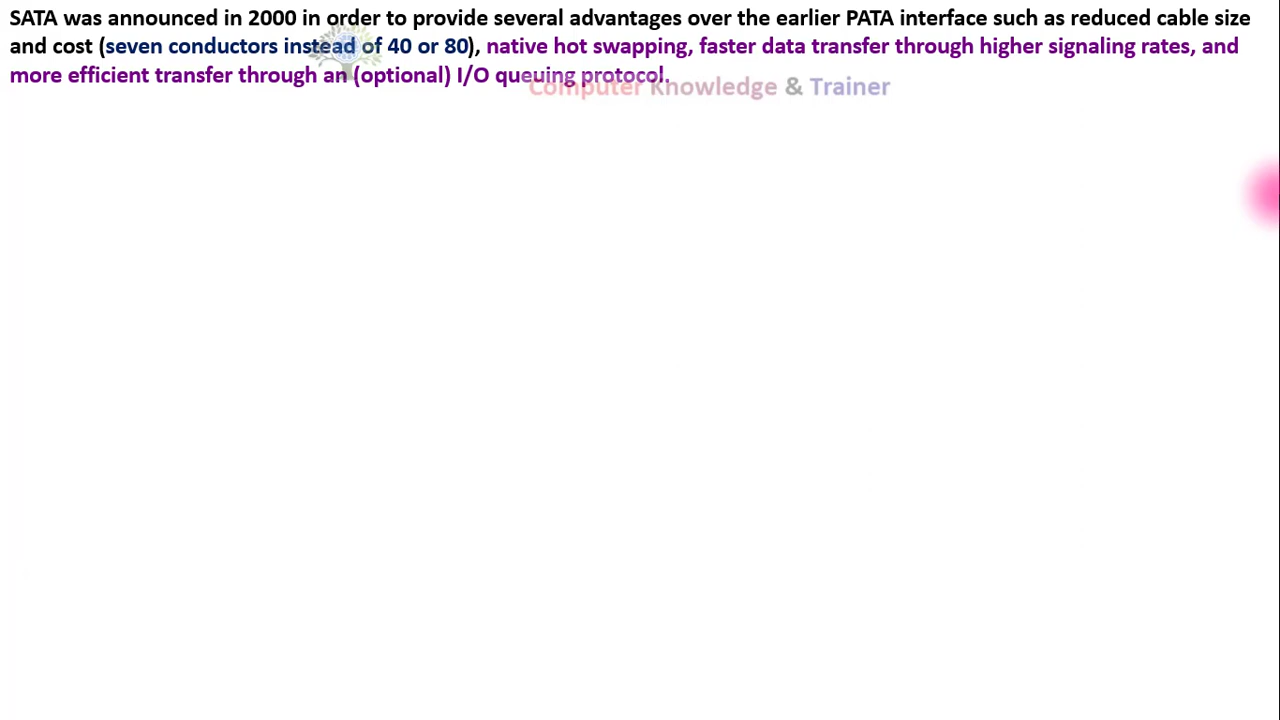 SATA was announced in 2000 in order to provide several advantages over the earlier PATA interface such as reduced cable size
and cost (seven conductors instead of 40 or 80), native hot swapping, faster data transfer through higher signaling rates, and
more efficient transfer through an (optional) I/O queuing protocol.
Computer Knowledge & Trainer